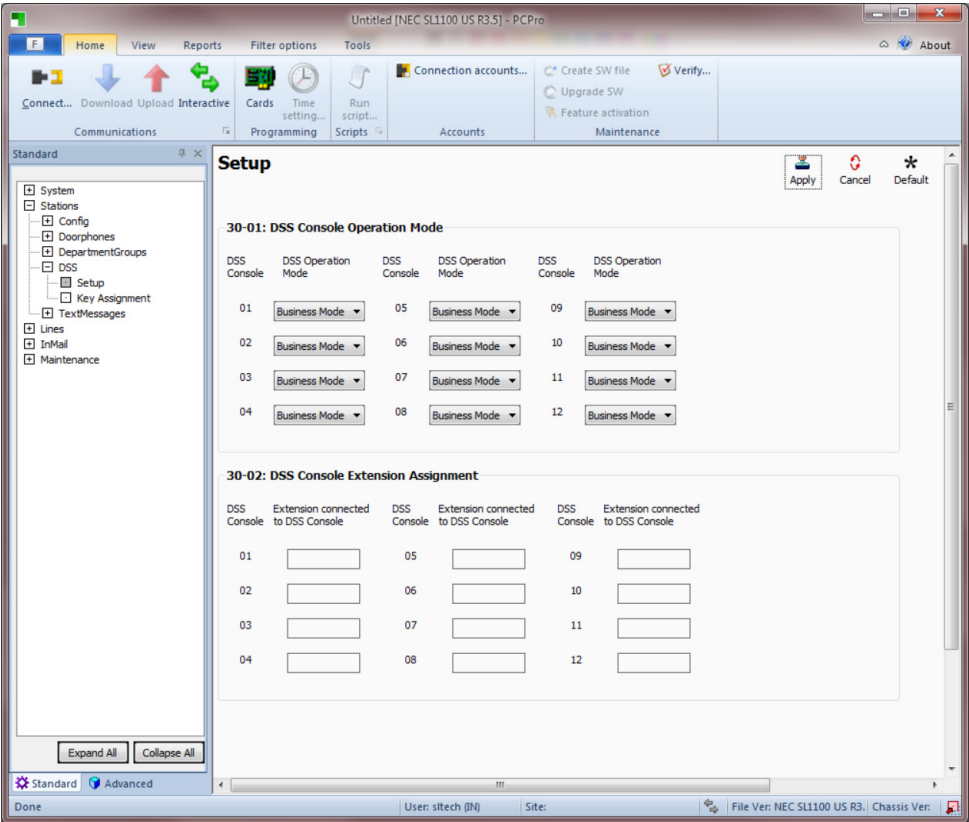 Untitled [NEC SL1100 US R3.5] - PCPro
F Home View Reports Filter options Tools About
Connect... Download Upload Interactive
Communications
Cards Time setting...
Programming
Run script...
Scripts
Connection accounts...
Accounts
Create SW file Verify...
Upgrade SW
Feature activation
Maintenance
Standard
System
Stations
Config
Doorphones
DepartmentGroups
DSS
Setup
Key Assignment
TextMessages
Lines
InMail
Maintenance
Expand All Collapse All
Standard Advanced
Setup
Apply Cancel Default
30-01: DSS Console Operation Mode
DSS Console DSS Operation Mode DSS Console DSS Operation Mode DSS Console DSS Operation Mode
01 Business Mode 05 Business Mode 09 Business Mode
02 Business Mode 06 Business Mode 10 Business Mode
03 Business Mode 07 Business Mode 11 Business Mode
04 Business Mode 08 Business Mode 12 Business Mode
30-02: DSS Console Extension Assignment
DSS Console Extension connected to DSS Console DSS Console Extension connected to DSS Console DSS Console Extension connected to DSS Console
01 05 09
02 06 10
03 07 11
04 08 12
Done User: sltech (IN) Site: File Ver: NEC SL1100 US R3. Chassis Ver: